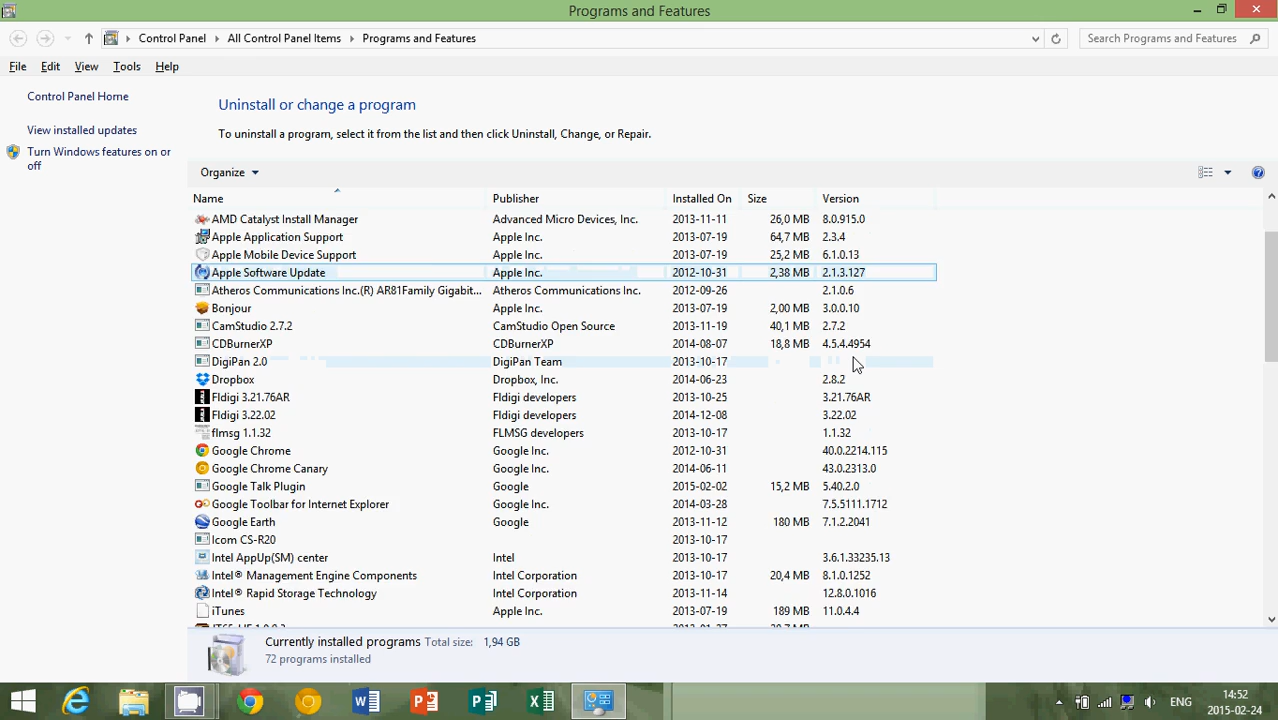 Programs and Features
Control Panel All Control Panel Items Programs and Features Search Programs and Features
File Edit View Tools Help
Control Panel Home
View installed updates
Turn Windows features on or
off
Uninstall or change a program
To uninstall a program, select it from the list and then click Uninstall, Change, or Repair.
Organize
Name Publisher Installed On Size Version
AMD Catalyst Install Manager Advanced Micro Devices, Inc. 2013-11-11 26,0 MB 8.0.915.0
Apple Application Support Apple Inc. 2013-07-19 64,7 MB 2.3.4
Apple Mobile Device Support Apple Inc. 2013-07-19 25,2 MB 6.1.0.13
Apple Software Update Apple Inc. 2012-10-31 2,38 MB 2.1.3.127
Atheros Communications Inc.(R) AR81Family Gigabit... Atheros Communications Inc. 2012-09-26 2.1.0.6
Bonjour Apple Inc. 2013-07-19 2,00 MB 3.0.0.10
CamStudio 2.7.2 CamStudio Open Source 2013-11-19 40,1 MB 2.7.2
CDBurnerXP CDBurnerXP 2014-08-07 18,8 MB 4.5.4.4954
DigiPan 2.0 DigiPan Team 2013-10-17
Dropbox Dropbox, Inc. 2014-06-23 2.8.2
Fldigi 3.21.76AR Fldigi developers 2013-10-25 3.21.76AR
Fldigi 3.22.02 Fldigi developers 2014-12-08 3.22.02
flmsg 1.1.32 FLMSG developers 2013-10-17 1.1.32
Google Chrome Google Inc. 2012-10-31 40.0.2214.115
Google Chrome Canary Google Inc. 2014-06-11 43.0.2313.0
Google Talk Plugin Google 2015-02-02 15,2 MB 5.40.2.0
Google Toolbar for Internet Explorer Google Inc. 2014-03-28 7.5.5111.1712
Google Earth Google 2013-11-12 180 MB 7.1.2.2041
Icom CS-R20 2013-10-17
Intel AppUp(SM) center Intel 2013-10-17 3.6.1.33235.13
Intel® Management Engine Components Intel Corporation 2013-10-17 20,4 MB 8.1.0.1252
Intel® Rapid Storage Technology Intel Corporation 2013-11-14 12.8.0.1016
iTunes Apple Inc. 2013-07-19 189 MB 11.0.4.4
Currently installed programs Total size: 1,94 GB
72 programs installed
ENG
14:52
2015-02-24